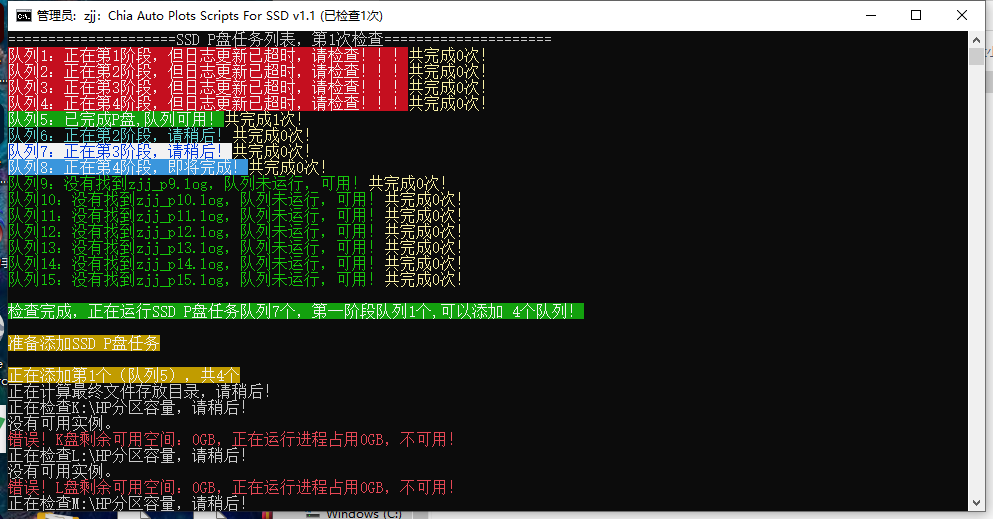 管理员: zjj: Chia Auto Plots Scripts For SSD v1.1 (已检查1次)
=====================SSD P盘任务列表，第1次检查=====================
队列1：正在第1阶段，但日志更新已超时，请检查！！！共完成0次！
队列2：正在第2阶段，但日志更新已超时，请检查！！！共完成0次！
队列3：正在第3阶段，但日志更新已超时，请检查！！！共完成0次！
队列4：正在第4阶段，但日志更新已超时，请检查！！！共完成0次！
队列5：已完成P盘,队列可用！共完成1次！
队列6：正在第2阶段，请稍后！共完成0次！
队列7：正在第3阶段，请稍后！共完成0次！
队列8：正在第4阶段，即将完成！共完成0次！
队列9：没有找到zjj_p9.log，队列未运行，可用！共完成0次！
队列10：没有找到zjj_p10.log，队列未运行，可用！共完成0次！
队列11：没有找到zjj_p11.log，队列未运行，可用！共完成0次！
队列12：没有找到zjj_p12.log，队列未运行，可用！共完成0次！
队列13：没有找到zjj_p13.log，队列未运行，可用！共完成0次！
队列14：没有找到zjj_p14.log，队列未运行，可用！共完成0次！
队列15：没有找到zjj_p15.log，队列未运行，可用！共完成0次！
检查完成，正在运行SSD P盘任务队列7个，第一阶段队列1个,可以添加 4个队列！
准备添加SSD P盘任务
正在添加第1个（队列5），共4个
正在计算最终文件存放目录，请稍后！
正在检查K:\HP分区容量，请稍后！
没有可用实例。
错误！K盘剩余可用空间：0GB，正在运行进程占用0GB，不可用！
正在检查L:\HP分区容量，请稍后！
没有可用实例。
错误！L盘剩余可用空间：0GB，正在运行进程占用0GB，不可用！
正在检查M:\HP分区容量，请稍后！
Windows (C:)